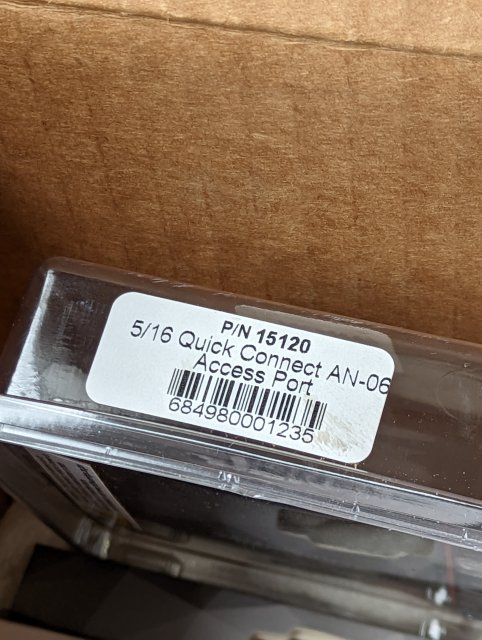 P/N 15120
5/16 Quick Connect AN-06
Access Port
684980001235